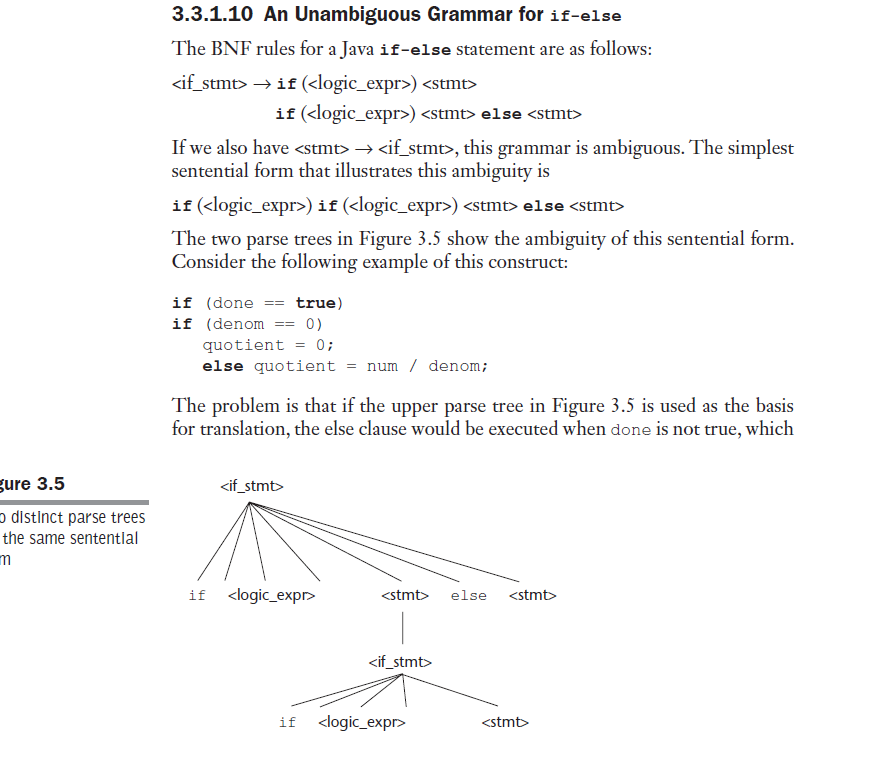 3.3.1.10 An Unambiguous Grammar for if-else
The BNF rules for a Java if-else statement are as follows:
<if_stmt> → if (<logic_expr>) <stmt>
if (<logic_expr>) <stmt> else <stmt>
If we also have <stmt> → <if_stmt>, this grammar is ambiguous. The simplest
sentential form that illustrates this ambiguity is
if (<logic_expr>) if (<logic_expr>) <stmt> else <stmt>
The two parse trees in Figure 3.5 show the ambiguity of this sentential form.
Consider the following example of this construct:
if (done == true)
if (denom == 0)
quotient = 0;
else quotient = num / denom;
The problem is that if the upper parse tree in Figure 3.5 is used as the basis
for translation, the else clause would be executed when done is not true, which
gure 3.5
o distinct parse trees
the same sentential
m
<if_stmt>
if <logic_expr> <stmt> else <stmt>
<if_stmt>
if <logic_expr> <stmt>